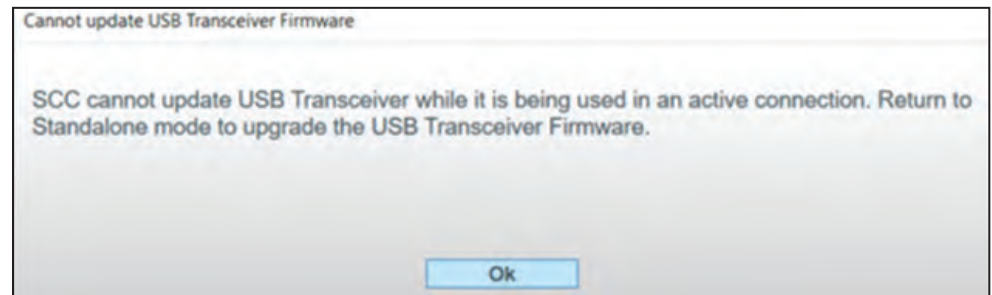 Cannot update USB Transceiver Firmware
SCC cannot update USB Transceiver while it is being used in an active connection. Return to
Standalone mode to upgrade the USB Transceiver Firmware.
Ok